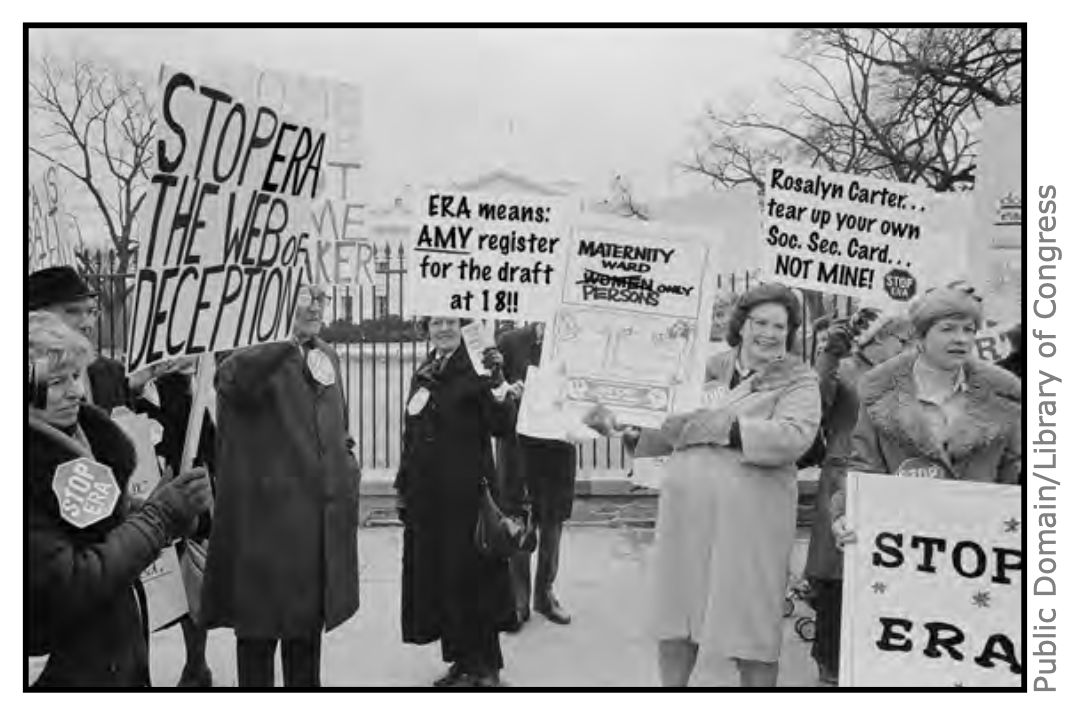 STOP ERA
THE WEB OF
DECEPTION
ERA means:
AMY register
for the draft
at 18!!
MATERNITY
WARD
WOMEN ONLY
PERSONS
Rosalyn Carter...
tear up your own
Soc. Sec. Card...
NOT MINE!
STOP
ERA
STOP
ERA
STOP
STOP
ERA
Public Domain/Library of Congress